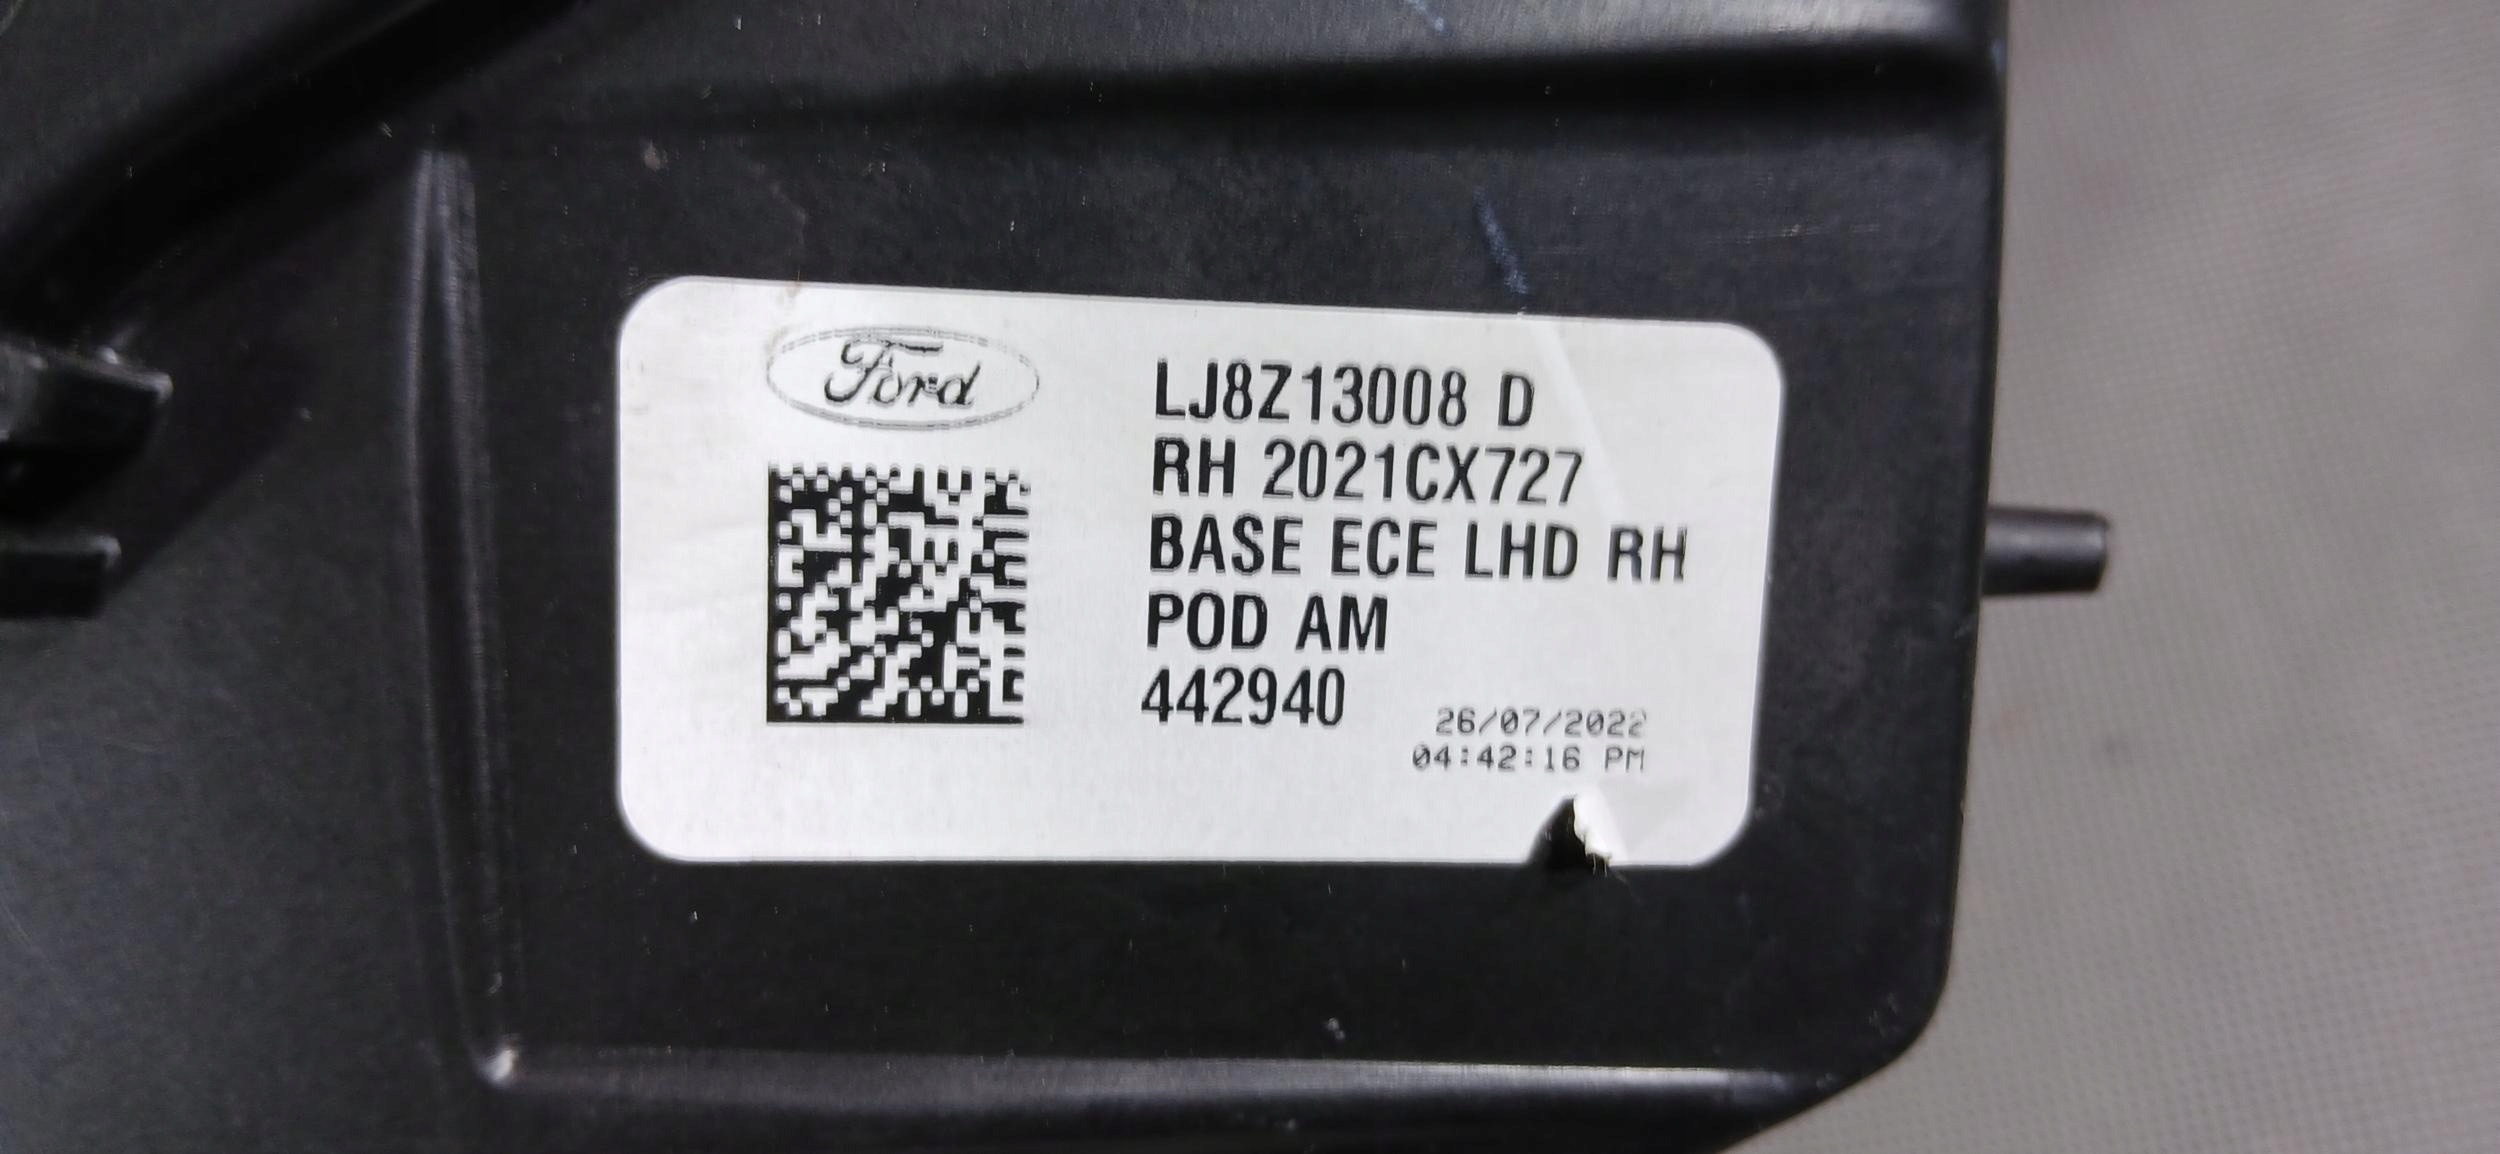 Ford
LJ8Z13008 D
RH 2021CX727
BASE ECE LHD RH
POD AM
442940
26/07/2022
04:42:16 PM